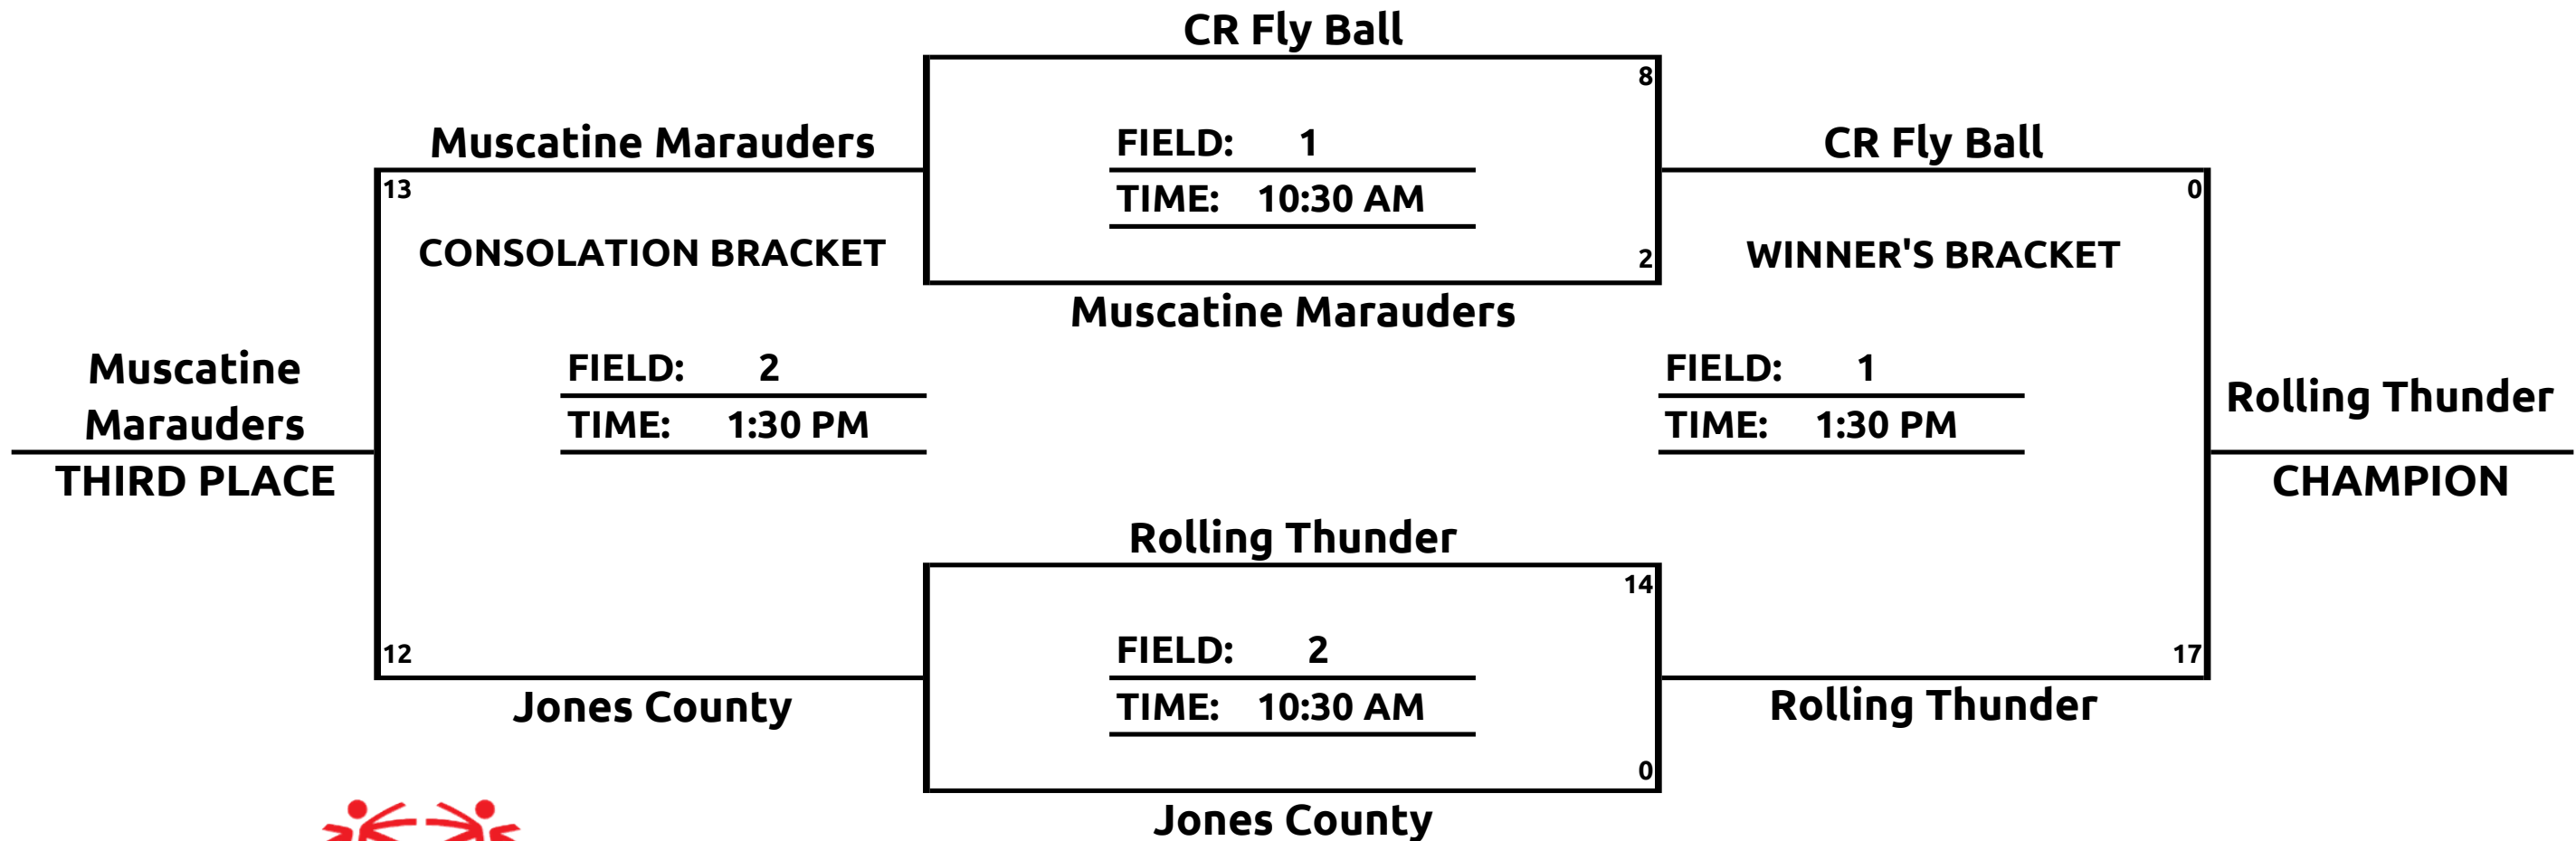 CR Fly Ball
8
Muscatine Marauders
FIELD: 1
CR Fly Ball
13
TIME: 10:30 AM
0
CONSOLATION BRACKET
2
WINNER'S BRACKET
Muscatine Marauders
Muscatine
Marauders
THIRD PLACE
FIELD: 2
TIME: 1:30 PM
FIELD: 1
TIME: 1:30 PM
Rolling Thunder
CHAMPION
Rolling Thunder
14
12
FIELD: 2
17
Jones County
TIME: 10:30 AM
Rolling Thunder
0
Jones County